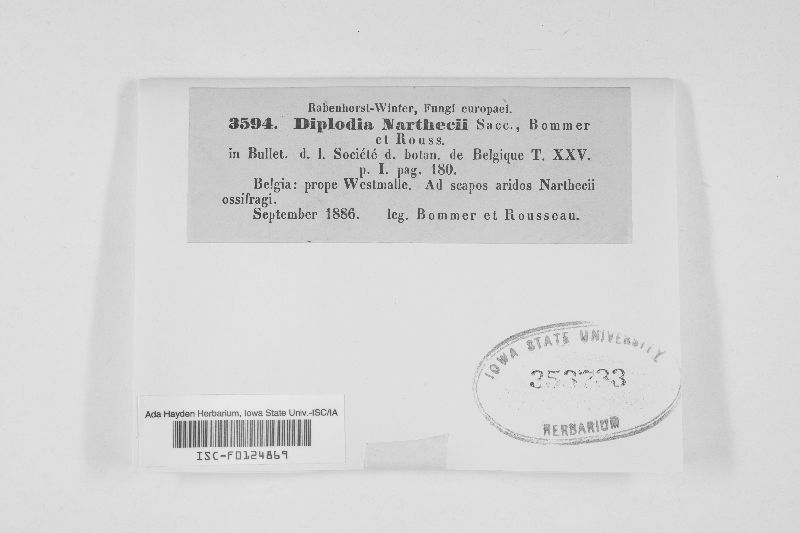 Rabenhorst-Winter, Fungi europaei.
3594. Diplodia Narthecii Sacc., Bommer
et Rouss.
in Bullet. d. l. Société d. botan. de Belgique T. XXV.
p. I. pag. 180.
Belgia: prope Westmalle. Ad scapos aridos Narthecii
ossifragi.
September 1886. leg. Bommer et Rousseau.
IOWA STATE UNIVERSITY
353733
HERBARIUM
Ada Hayden Herbarium, Iowa State Univ.-ISC/IA
ISC-F0124869